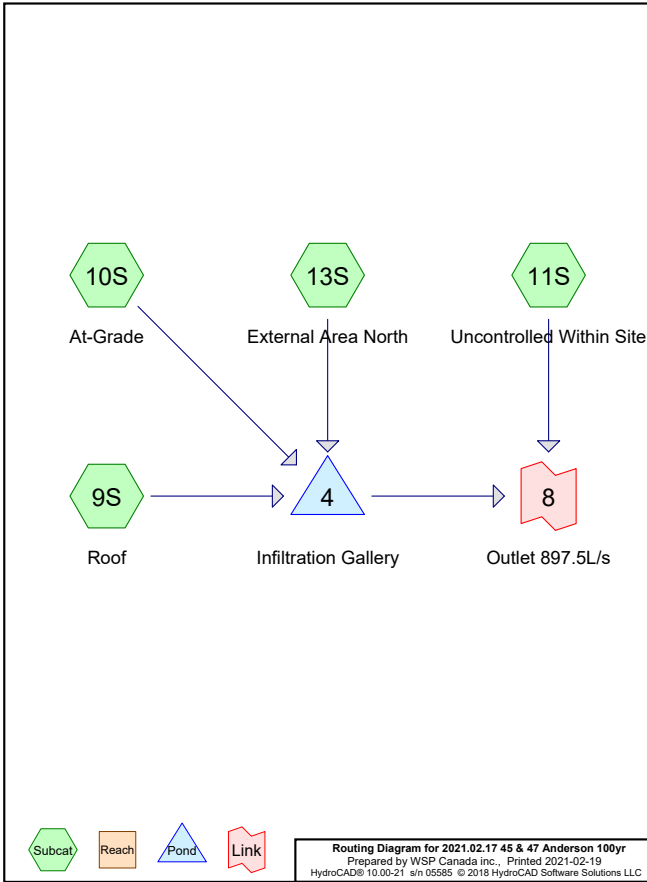 10S
13S
11S
At-Grade
External Area North
Uncontrolled Within Site
9S
4
8
Roof
Infiltration Gallery
Outlet 897.5L/s
Subcat
Reach
Pond
Link
Routing Diagram for 2021.02.17 45 & 47 Anderson 100yr
Prepared by WSP Canada inc., Printed 2021-02-19
HydroCAD® 10.00-21 s/n 05585 © 2018 HydroCAD Software Solutions LLC